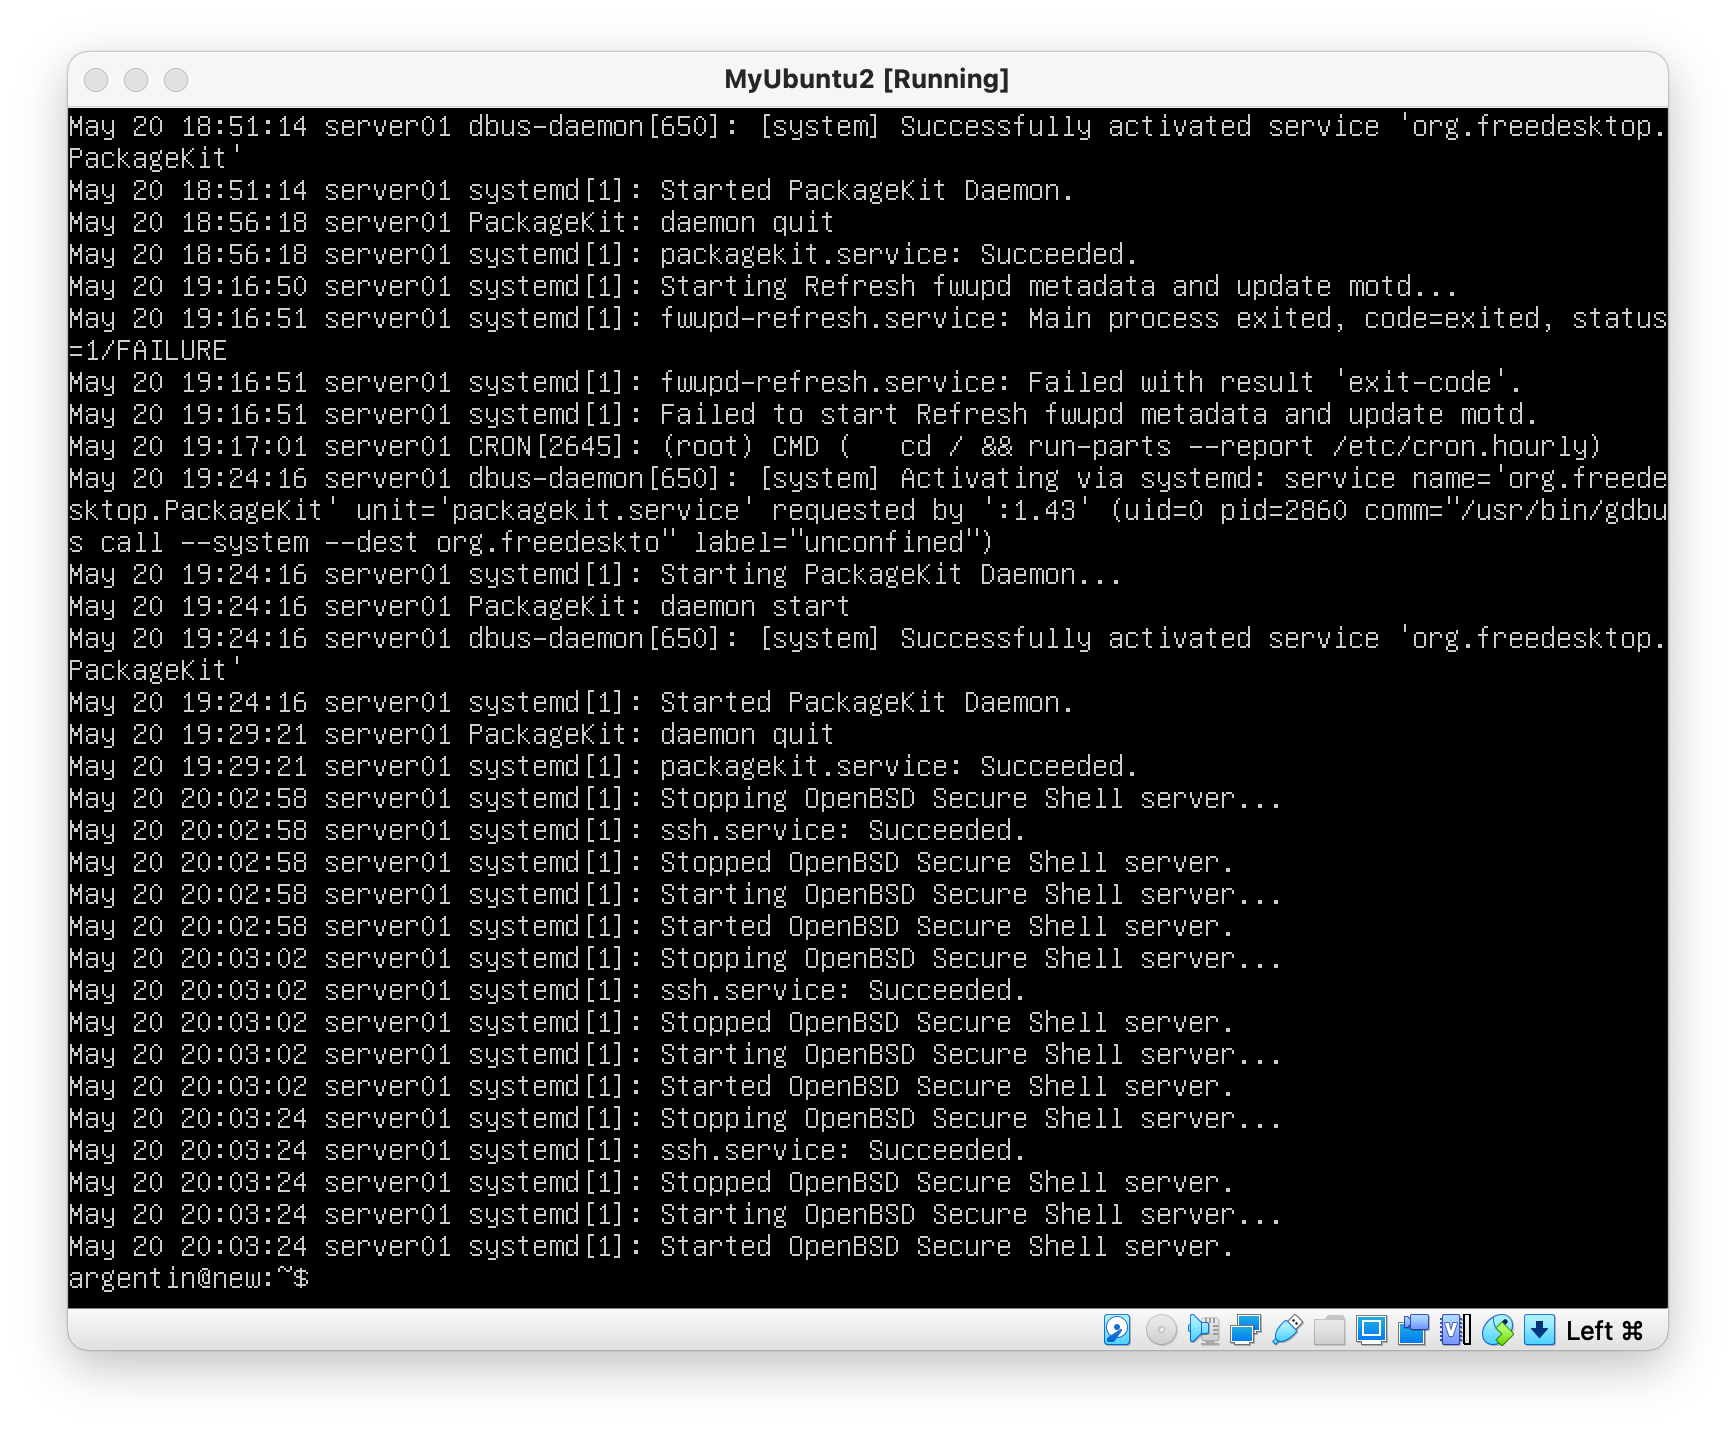 MyUbuntu2 [Running]
May 20 18:51:14 server01 dbus-daemon[650]: [system] Successfully activated service 'org.freedesktop.
PackageKit'
May 20 18:51:14 server01 systemd[1]: Started PackageKit Daemon.
May 20 18:56:18 server01 PackageKit: daemon quit
May 20 18:56:18 server01 systemd[1]: packagekit.service: Succeeded.
May 20 19:16:50 server01 systemd[1]: Starting Refresh fwupd metadata and update motd...
May 20 19:16:51 server01 systemd[1]: fwupd-refresh.service: Main process exited, code=exited, status
=1/FAILURE
May 20 19:16:51 server01 systemd[1]: fwupd-refresh.service: Failed with result 'exit-code'.
May 20 19:16:51 server01 systemd[1]: Failed to start Refresh fwupd metadata and update motd.
May 20 19:17:01 server01 CRON[2645]: (root) CMD (   cd / && run-parts --report /etc/cron.hourly)
May 20 19:24:16 server01 dbus-daemon[650]: [system] Activating via systemd: service name='org.freede
sktop.PackageKit' unit='packagekit.service' requested by ':1.43' (uid=0 pid=2860 comm="/usr/bin/gdbu
s call --system --dest org.freedeskto" label="unconfined")
May 20 19:24:16 server01 systemd[1]: Starting PackageKit Daemon...
May 20 19:24:16 server01 PackageKit: daemon start
May 20 19:24:16 server01 dbus-daemon[650]: [system] Successfully activated service 'org.freedesktop.
PackageKit'
May 20 19:24:16 server01 systemd[1]: Started PackageKit Daemon.
May 20 19:29:21 server01 PackageKit: daemon quit
May 20 19:29:21 server01 systemd[1]: packagekit.service: Succeeded.
May 20 20:02:58 server01 systemd[1]: Stopping OpenBSD Secure Shell server...
May 20 20:02:58 server01 systemd[1]: ssh.service: Succeeded.
May 20 20:02:58 server01 systemd[1]: Stopped OpenBSD Secure Shell server.
May 20 20:02:58 server01 systemd[1]: Starting OpenBSD Secure Shell server...
May 20 20:02:58 server01 systemd[1]: Started OpenBSD Secure Shell server.
May 20 20:03:02 server01 systemd[1]: Stopping OpenBSD Secure Shell server...
May 20 20:03:02 server01 systemd[1]: ssh.service: Succeeded.
May 20 20:03:02 server01 systemd[1]: Stopped OpenBSD Secure Shell server.
May 20 20:03:02 server01 systemd[1]: Starting OpenBSD Secure Shell server...
May 20 20:03:02 server01 systemd[1]: Started OpenBSD Secure Shell server.
May 20 20:03:24 server01 systemd[1]: Stopping OpenBSD Secure Shell server...
May 20 20:03:24 server01 systemd[1]: ssh.service: Succeeded.
May 20 20:03:24 server01 systemd[1]: Stopped OpenBSD Secure Shell server.
May 20 20:03:24 server01 systemd[1]: Starting OpenBSD Secure Shell server...
May 20 20:03:24 server01 systemd[1]: Started OpenBSD Secure Shell server.
argentin@new:~$
Left ⌘